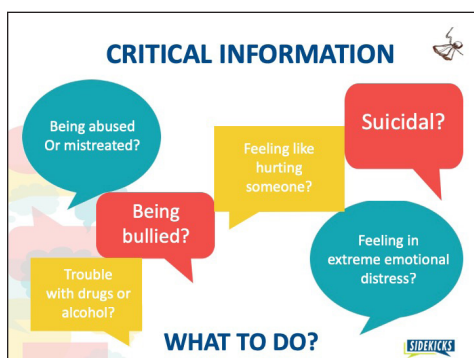 CRITICAL INFORMATION
Being abused
Or mistreated?
Suicidal?
Feeling like
hurting
someone?
Being
bullied?
Feeling in
extreme emotional
distress?
Trouble
with drugs or
alcohol?
WHAT TO DO?
SIDEKICKS